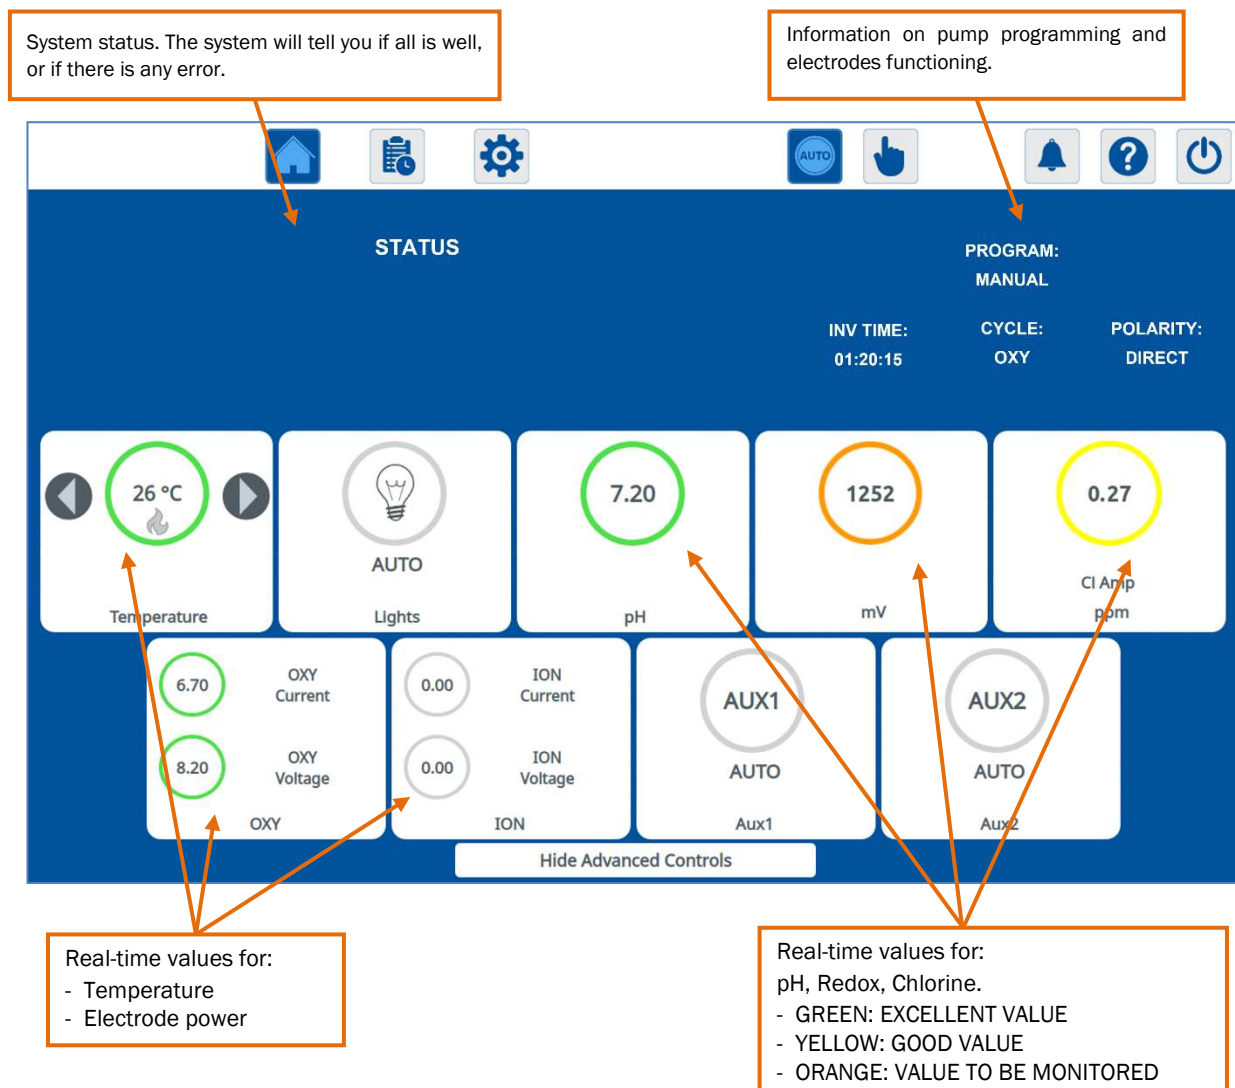 System status. The system will tell you if all is well,
or if there is any error.
Information on pump programming and
electrodes functioning.
AUTO
?
STATUS
PROGRAM:
MANUAL
INV TIME:
CYCLE:
POLARITY:
01:20:15
OXY
DIRECT
26 °C
Temperature
AUTO
Lights
7.20
pH
1252
mV
0.27
Cl Amp
ppm
6.70
OXY
Current
8.20
OXY
Voltage
OXY
0.00
ION
Current
0.00
ION
Voltage
ION
AUX1
AUTO
Aux1
AUX2
AUTO
Aux2
Hide Advanced Controls
Real-time values for:
- Temperature
- Electrode power
Real-time values for:
pH, Redox, Chlorine.
- GREEN: EXCELLENT VALUE
- YELLOW: GOOD VALUE
- ORANGE: VALUE TO BE MONITORED